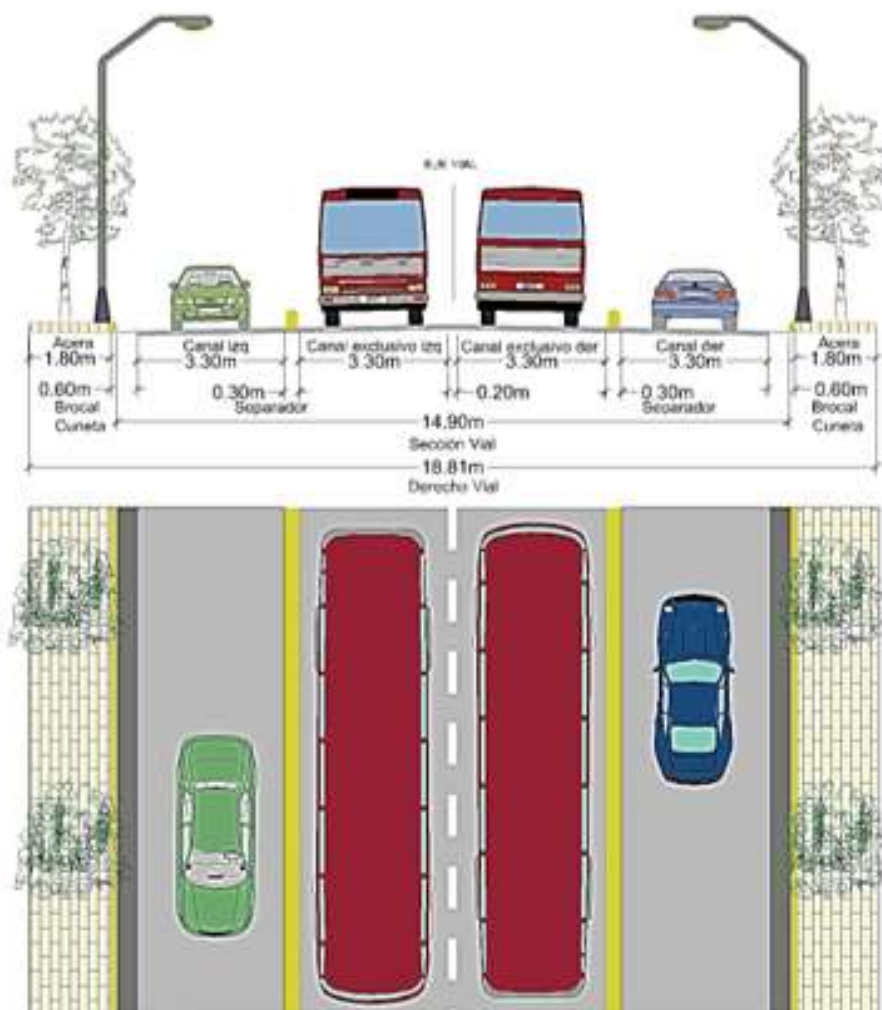 EJE VIAL
Acera Canal izq Canal exclusivo izq Canal exclusivo der Canal der Acera
1.80m 3.30m 3.30m 3.30m 3.30m 1.80m
0.60m 0.30m 0.20m 0.30m 0.60m
Brocal Separador Separador Brocal
Cuneta 14.90m Cuneta
Sección Vial
18.81m
Derecho Vial